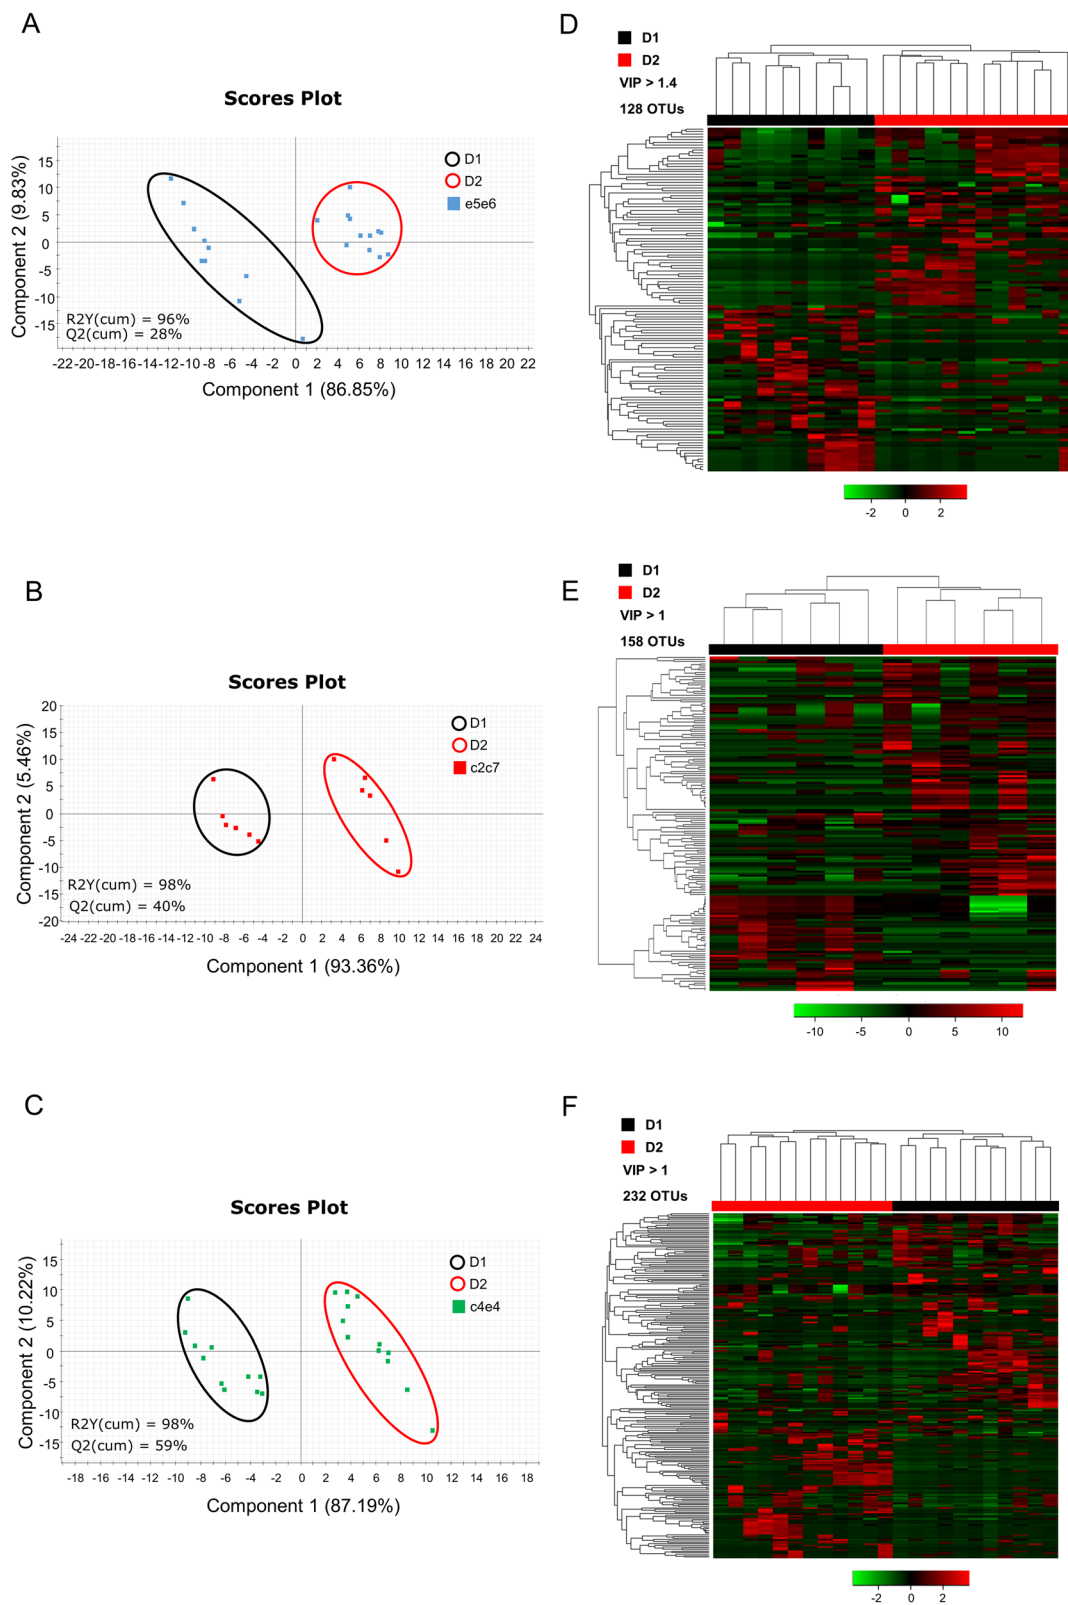 A
Scores Plot
Component 2 (9.83%)
15
10
5
0
-5
-10
-15
D1
D2
e5e6
R2Y(cum) = 96%
Q2(cum) = 28%
-22-20-18-16-14-12-10 -8 -6 -4 -2 0 2 4 6 8 10 12 14 16 18 20 22
Component 1 (86.85%)
D
D1
D2
VIP > 1.4
128 OTUs
-2 0 2
B
Scores Plot
Component 2 (5.46%)
20
15
10
5
0
-5
-10
-15
-20
D1
D2
c2c7
R2Y(cum) = 98%
Q2(cum) = 40%
-24 -22-20-18-16-14-12-10 -8 -6 -4 -2 0 2 4 6 8 10 12 14 16 18 20 22 24
Component 1 (93.36%)
E
D1
D2
VIP > 1
158 OTUs
-10 -5 0 5 10
C
Scores Plot
Component 2 (10.22%)
15
10
5
0
-5
-10
-15
D1
D2
c4e4
R2Y(cum) = 98%
Q2(cum) = 59%
-18 -16 -14 -12 -10 -8 -6 -4 -2 0 2 4 6 8 10 12 14 16 18
Component 1 (87.19%)
F
D1
D2
VIP > 1
232 OTUs
-2 0 2